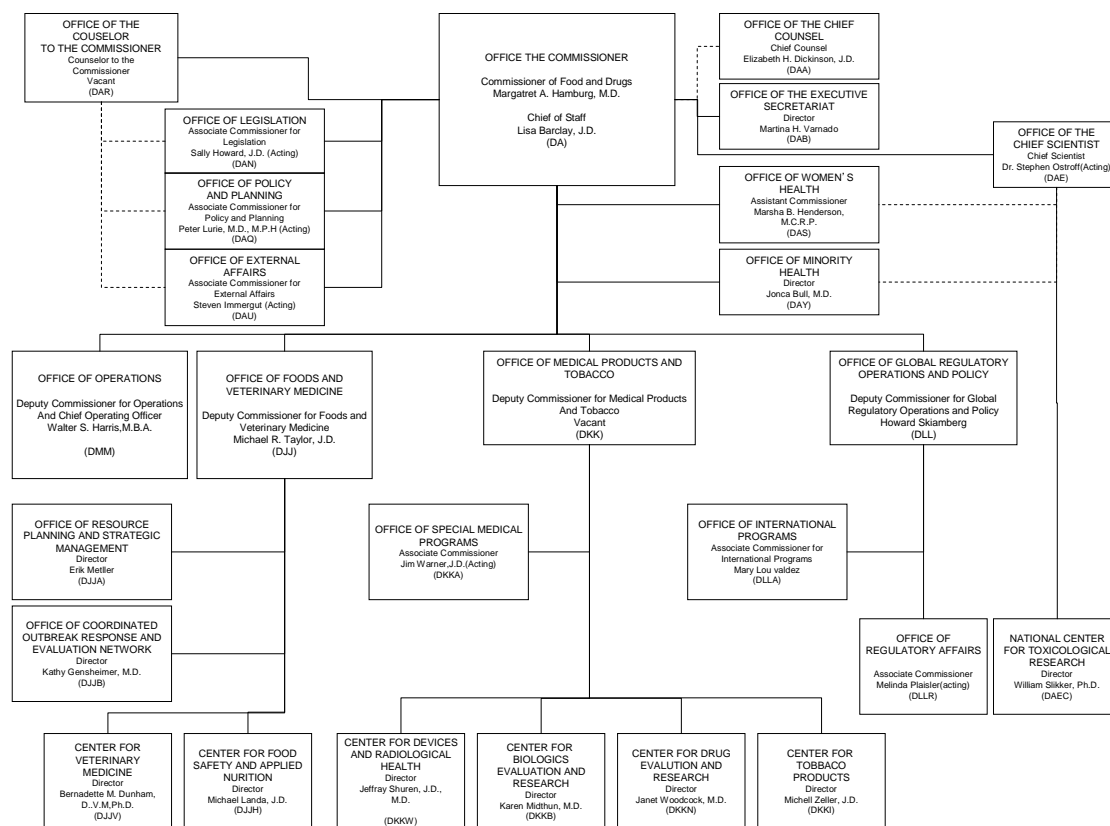 OFFICE OF THE
COUSELOR
TO THE COMMISSIONER
Counselor to the
Commissioner
Vacant
(DAR)
OFFICE THE COMMISSIONER
Commissioner of Food and Drugs
Margatret A. Hamburg, M.D.
Chief of Staff
Lisa Barclay, J.D.
(DA)
OFFICE OF THE CHIEF
COUNSEL
Chief Counsel
Elizabeth H. Dickinson, J.D.
(DAA)
OFFICE OF THE EXECUTIVE
SECRETARIAT
Director
Martina H. Varnado
(DAB)
OFFICE OF THE
CHIEF SCIENTIST
Chief Scientist
Dr. Stephen Ostroff(Acting)
(DAE)
OFFICE OF LEGISLATION
Associate Commissioner for
Legislation
Sally Howard, J.D. (Acting)
(DAN)
OFFICE OF POLICY
AND PLANNING
Associate Commissioner for
Policy and Planning
Peter Lurie, M.D., M.P.H (Acting)
(DAQ)
OFFICE OF EXTERNAL
AFFAIRS
Associate Commissioner for
External Affairs
Steven Immergut (Acting)
(DAU)
OFFICE OF WOMEN'S
HEALTH
Assistant Commissioner
Marsha B. Henderson,
M.C.R.P.
(DAS)
OFFICE OF MINORITY
HEALTH
Director
Jonca Bull, M.D.
(DAY)
OFFICE OF OPERATIONS
Deputy Commissioner for Operations
And Chief Operating Officer
Walter S. Harris,M.B.A.
(DMM)
OFFICE OF FOODS AND
VETERINARY MEDICINE
Deputy Commissioner for Foods and
Veterinary Medicine
Michael R. Taylor, J.D.
(DJJ)
OFFICE OF MEDICAL PRODUCTS AND
TOBACCO
Deputy Commissioner for Medical Products
And Tobacco
Vacant
(DKK)
OFFICE OF GLOBAL REGULATORY
OPERATIONS AND POLICY
Deputy Commissioner for Global
Regulatory Operations and Policy
Howard Skiamberg
(DLL)
OFFICE OF RESOURCE
PLANNING AND STRATEGIC
MANAGEMENT
Director
Erik Metller
(DJJA)
OFFICE OF SPECIAL MEDICAL
PROGRAMS
Associate Commissioner
Jim Warner,J.D.(Acting)
(DKKA)
OFFICE OF INTERNATIONAL
PROGRAMS
Associate Commissioner for
International Programs
Mary Lou valdez
(DLLA)
OFFICE OF COORDINATED
OUTBREAK RESPONSE AND
EVALUATION NETWORK
Director
Kathy Gensheimer, M.D.
(DJJB)
OFFICE OF
REGULATORY AFFAIRS
Associate Commissioner
Melinda Plaisler(acting)
(DLLR)
NATIONAL CENTER
FOR TOXICOLOGICAL
RESEARCH
Director
William Slikker, Ph.D.
(DAEC)
CENTER FOR
VETERINARY
MEDICINE
Director
Bernadette M. Dunham,
D..V.M,Ph.D.
(DJJV)
CENTER FOR FOOD
SAFETY AND APPLIED
NURITION
Director
Michael Landa, J.D.
(DJJH)
CENTER FOR DEVICES
AND RADIOLOGICAL
HEALTH
Director
Jeffray Shuren, J.D.,
M.D.
(DKKW)
CENTER FOR
BIOLOGICS
EVALUATION AND
RESEARCH
Director
Karen Midthun, M.D.
(DKKB)
CENTER FOR DRUG
EVALUTION AND
RESEARCH
Director
Janet Woodcock, M.D.
(DKKN)
CENTER FOR
TOBBACO
PRODUCTS
Director
Michell Zeller, J.D.
(DKKI)